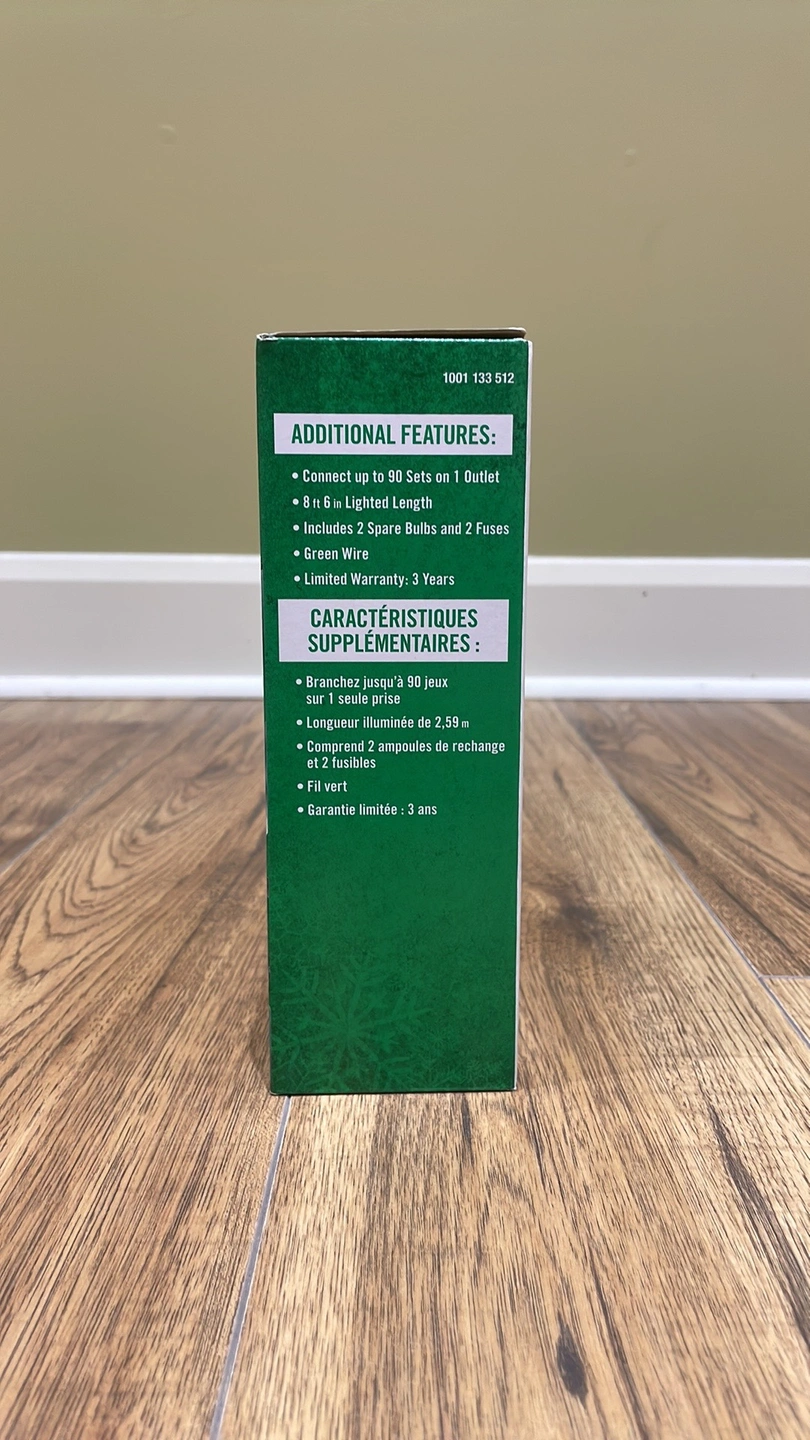 1001 133 512
ADDITIONAL FEATURES:
• Connect up to 90 Sets on 1 Outlet
• 8 ft 6 in Lighted Length
• Includes 2 Spare Bulbs and 2 Fuses
• Green Wire
• Limited Warranty: 3 Years
CARACTÉRISTIQUES
SUPPLÉMENTAIRES :
• Branchez jusqu'à 90 jeux
sur 1 seule prise
• Longueur illuminée de 2,59 m
• Comprend 2 ampoules de rechange
et 2 fusibles
• Fil vert
• Garantie limitée : 3 ans